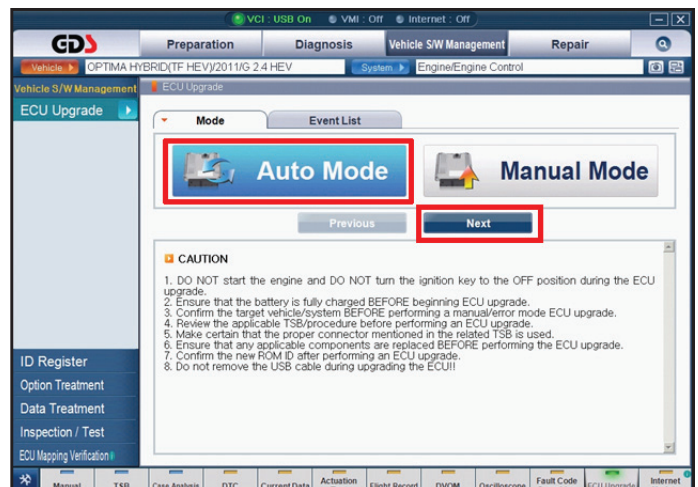 VCI : USB On VMI : Off Internet : Off
GDS Preparation Diagnosis Vehicle S/W Management Repair
Vehicle OPTIMA HYBRID(TF HEV)/2011/G 2.4 HEV System Engine/Engine Control
Vehicle S/W Management ECU Upgrade
ECU Upgrade
Mode Event List
Auto Mode Manual Mode
Previous Next
CAUTION
1. DO NOT start the engine and DO NOT turn the ignition key to the OFF position during the ECU
upgrade.
2. Ensure that the battery is fully charged BEFORE beginning ECU upgrade.
3. Confirm the target vehicle/system BEFORE performing a manual/error mode ECU upgrade.
4. Review the applicable TSB/procedure before performing an ECU upgrade.
5. Make certain that the proper connector mentioned in the related TSB is used.
6. Ensure that any applicable components are replaced BEFORE performing the ECU upgrade.
7. Confirm the new ROM ID after performing an ECU upgrade.
8. Do not remove the USB cable during upgrading the ECU!!
ID Register
Option Treatment
Data Treatment
Inspection / Test
ECU Mapping Verification
Manual TSB Case Analysis DTC Current Data Actuation Flight Record DVOM Oscilloscope Fault Code ECU Upgrade Internet